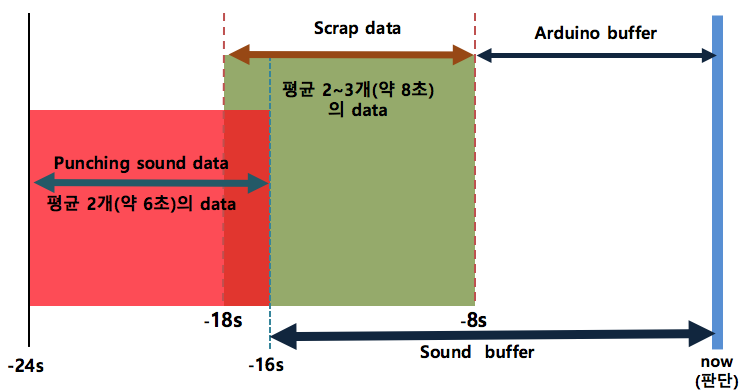 Scrap data
Arduino buffer
평균 2~3개(약 8초)
의 data
Punching sound data
평균 2개(약 6초)의 data
-18s
-8s
Sound buffer
-24s
-16s
now
(판단)